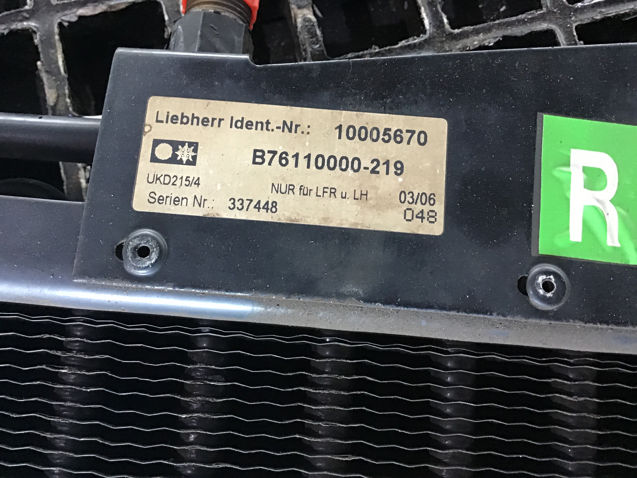 Liebherr Ident.-Nr.: 10005670
B76110000-219
UKD215/4 NUR für LFR u. LH 03/06
Serien Nr.: 337448 048
R